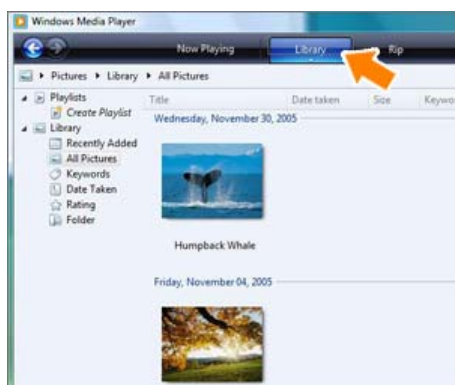 Windows Media Player
Now Playing Library Rip
Pictures Library All Pictures
Playlists
Create Playlist
Library
Recently Added
All Pictures
Keywords
Date Taken
Rating
Folder
Title Date taken Size Keywo
Wednesday, November 30, 2005
Humpback Whale
Friday, November 04, 2005